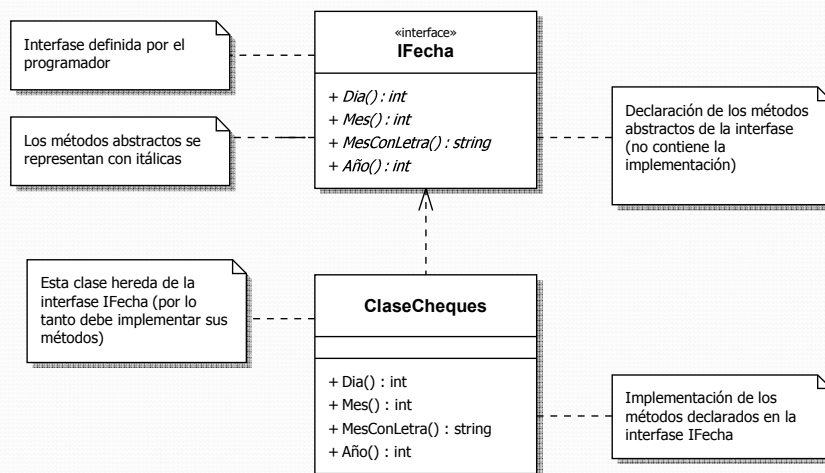 Interfase definida por el
programador
«interface»
IFecha
+ Dia() : int
+ Mes() : int
+ MesConLetra() : string
+ Año() : int
Los métodos abstractos se
representan con itálicas
Declaración de los métodos
abstractos de la interfase
(no contiene la
implementación)
Esta clase hereda de la
interfase IFecha (por lo
tanto debe implementar sus
métodos)
ClaseCheques
+ Dia() : int
+ Mes() : int
+ MesConLetra() : string
+ Año() : int
Implementación de los
métodos declarados en la
interfase IFecha